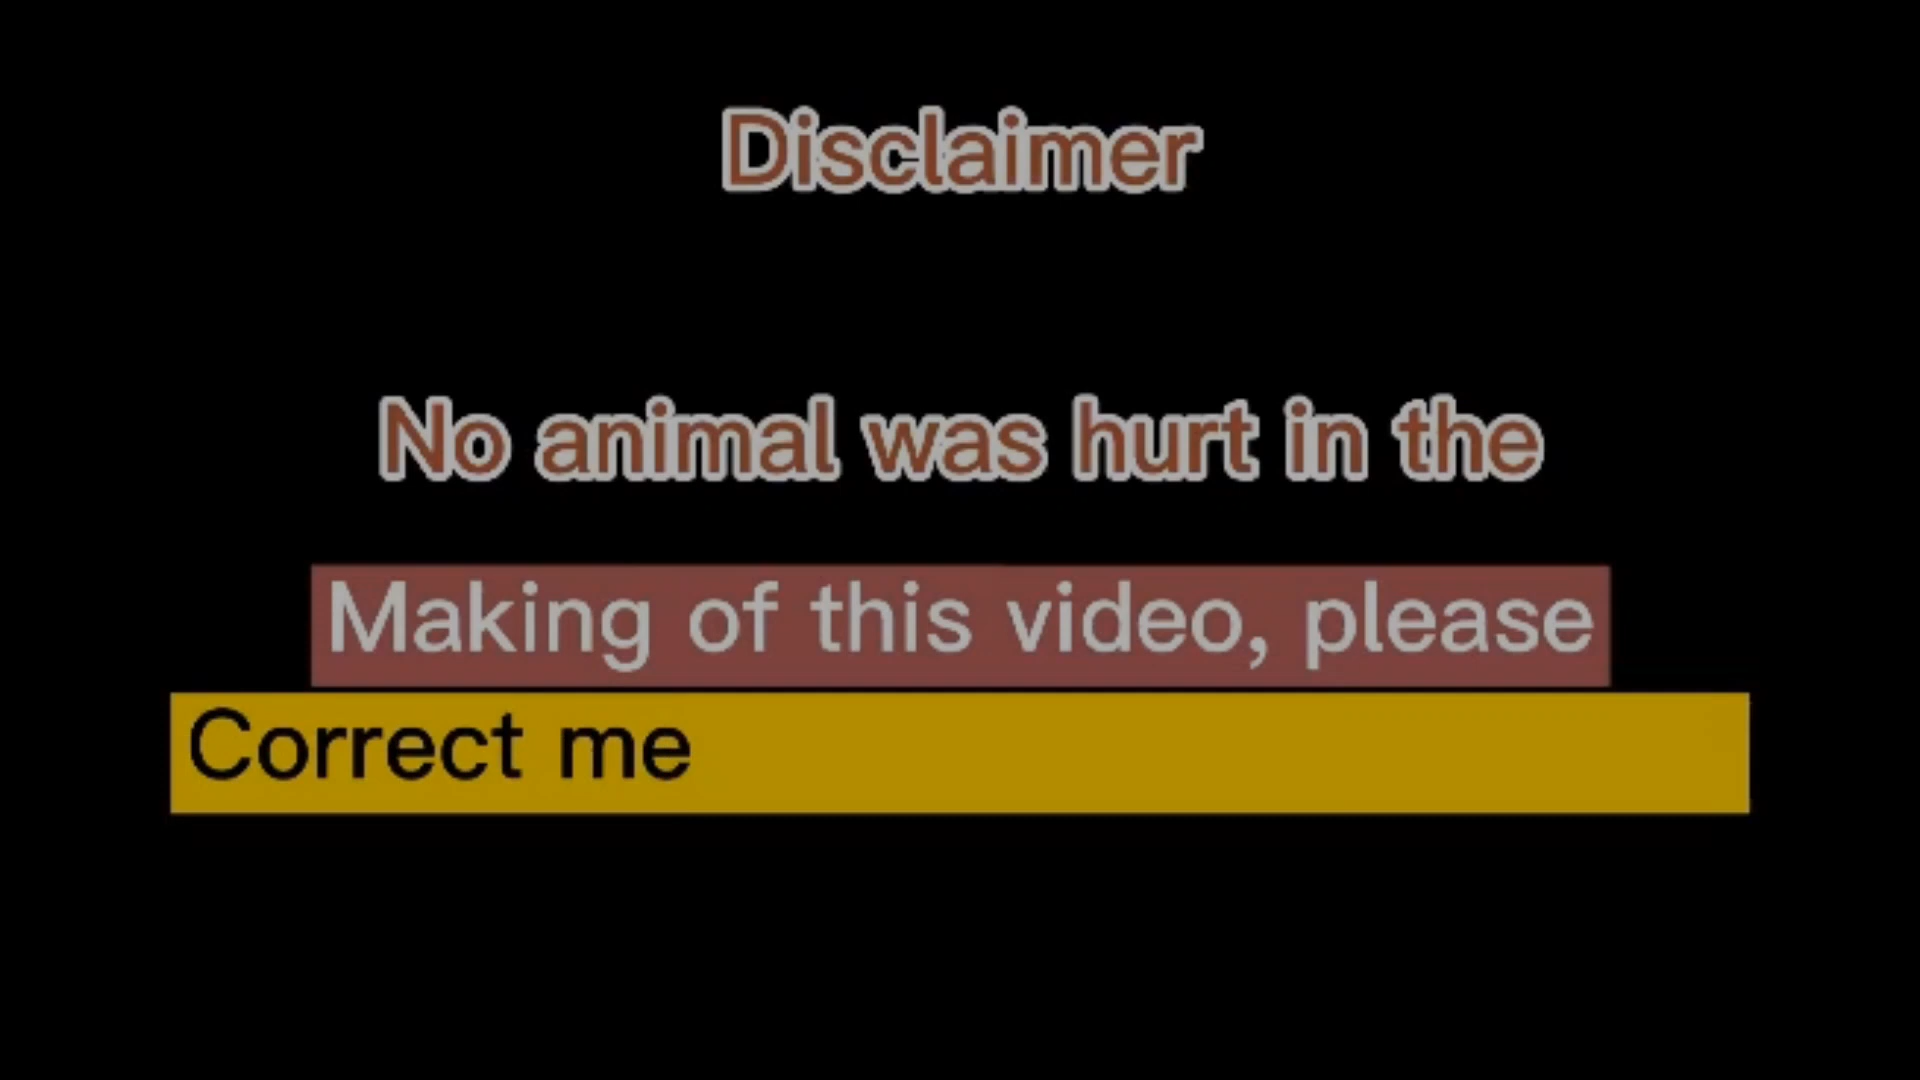 Disclaimer
No animal was hurt in the
Making of this video, please
Correct me